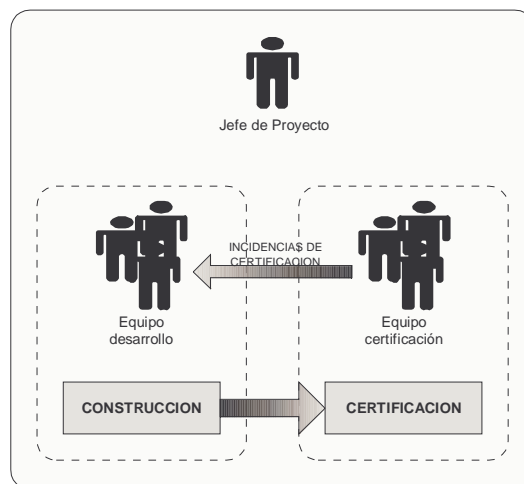 Jefe de Proyecto
INCIDENCIAS DE
CERTIFICACION
Equipo
desarrollo
Equipo
certificación
CONSTRUCCION
CERTIFICACION